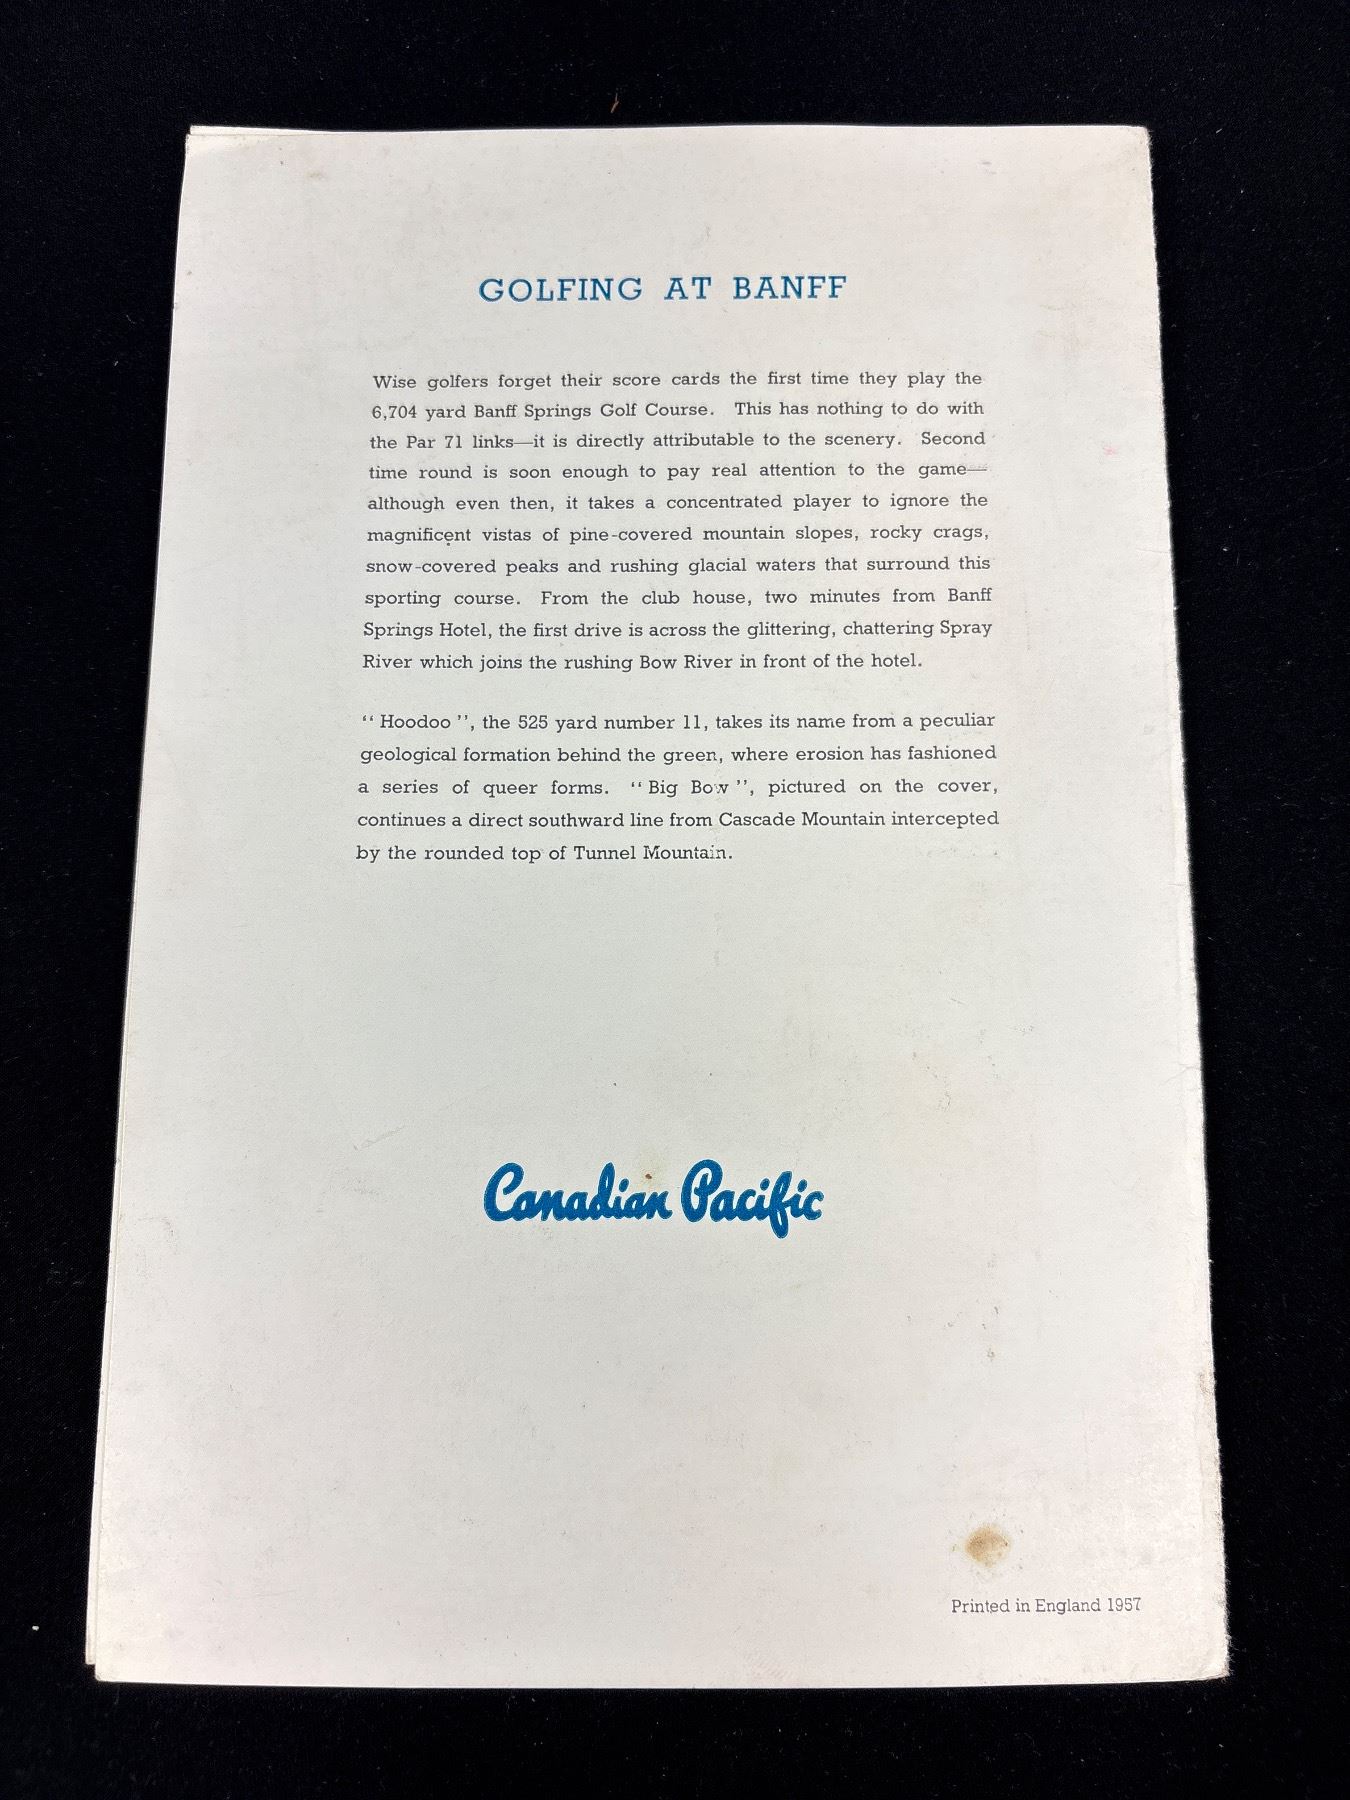 GOLFING AT BANFF
Wise golfers forget their score cards the first time they play the
6,704 yard Banff Springs Golf Course. This has nothing to do with
the Par 71 links—it is directly attributable to the scenery. Second
time round is soon enough to pay real attention to the game—
although even then, it takes a concentrated player to ignore the
magnificent vistas of pine-covered mountain slopes, rocky crags,
snow-covered peaks and rushing glacial waters that surround this
sporting course. From the club house, two minutes from Banff
Springs Hotel, the first drive is across the glittering, chattering Spray
River which joins the rushing Bow River in front of the hotel.
“ Hoodoo ”, the 525 yard number 11, takes its name from a peculiar
geological formation behind the green, where erosion has fashioned
a series of queer forms. “ Big Bow ”, pictured on the cover,
continues a direct southward line from Cascade Mountain intercepted
by the rounded top of Tunnel Mountain.
Canadian Pacific
Printed in England 1957